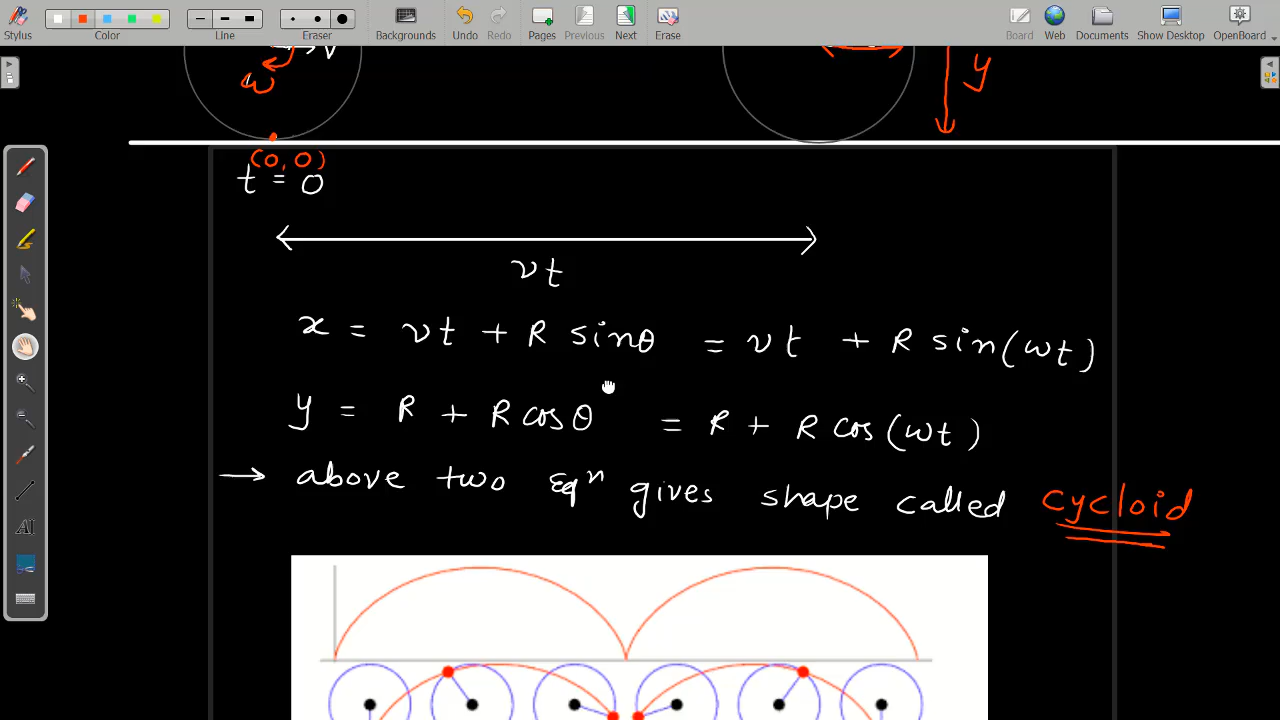 Stylus Color Line Eraser Backgrounds Undo Redo Pages Previous Next Erase Board Web Documents Show Desktop OpenBoard
v
ω
y
(0, 0)
t = 0
vt
x = vt + R sinθ = vt + R sin(ωt)
y = R + R cosθ = R + R cos(ωt)
→ above two Eqⁿ gives shape called cycloid
AI